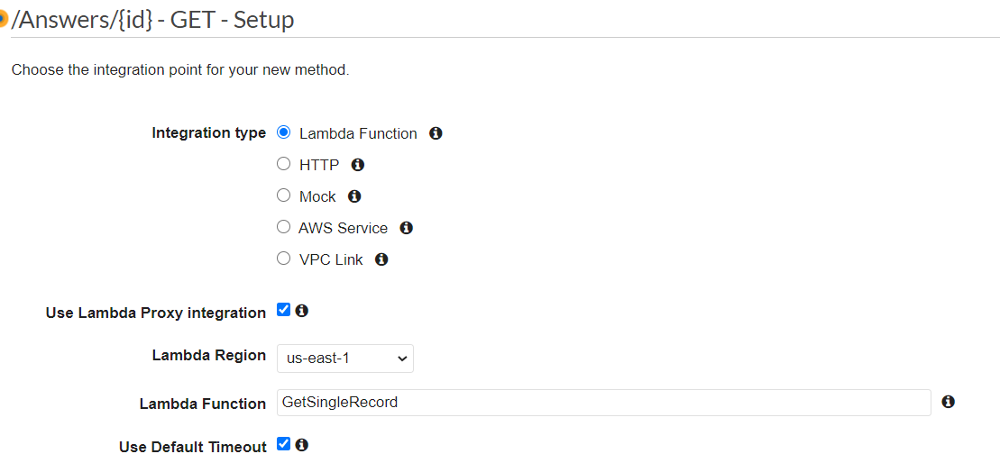 /Answers/{id} - GET - Setup
Choose the integration point for your new method.
Integration type Lambda Function
HTTP
Mock
AWS Service
VPC Link
Use Lambda Proxy integration
Lambda Region us-east-1
Lambda Function GetSingleRecord
Use Default Timeout